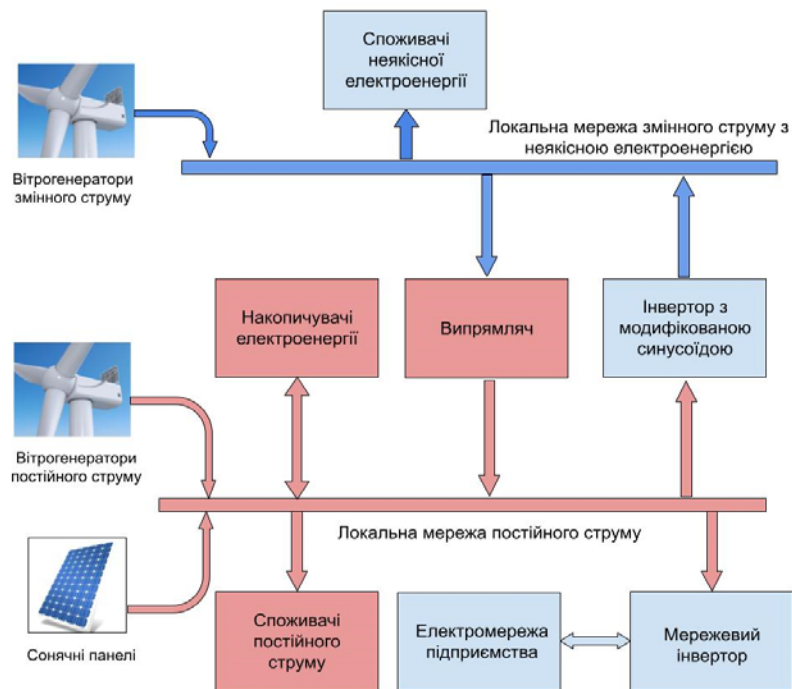 Споживачі
неякісної
електроенергії
Локальна мережа змінного струму з
неякісною електроенергією
Вітрогенератори
змінного струму
Накопичувачі
електроенергії
Випрямляч
Інвертор з
модифікованою
синусоїдою
Вітрогенератори
постійного струму
Локальна мережа постійного струму
Сонячні панелі
Споживачі
постійного
струму
Електромережа
підприємства
Мережевий
інвертор